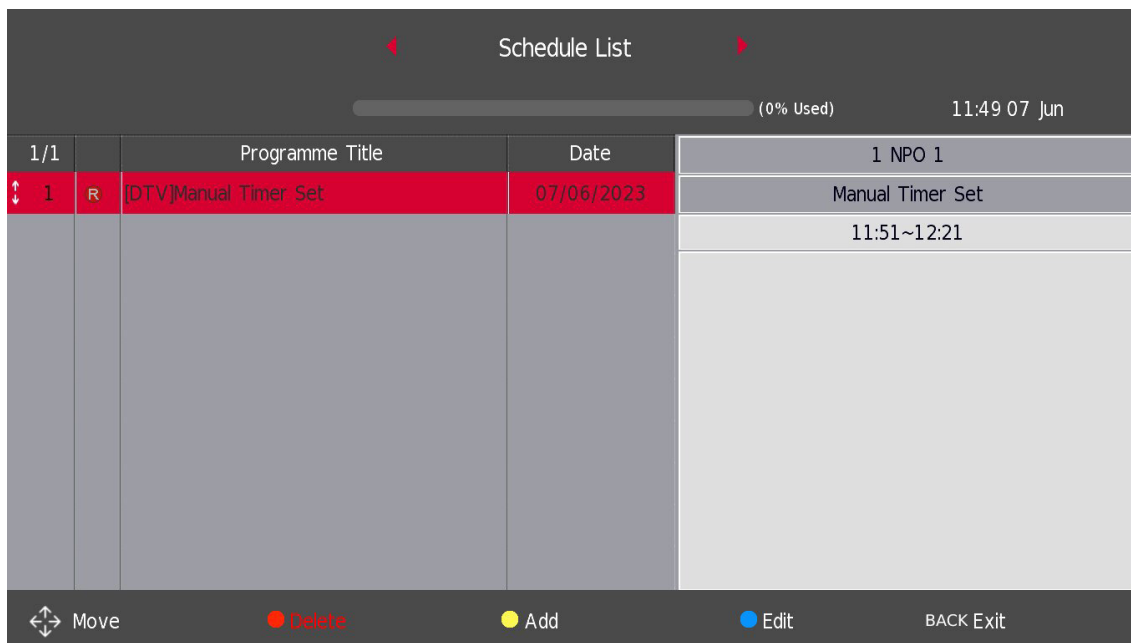 Schedule List
(0% Used) 11:49 07 Jun
1/1 Programme Title Date 1 NPO 1
1 R [DTV]Manual Timer Set 07/06/2023 Manual Timer Set
11:51~12:21
Move Delete Add Edit BACK Exit